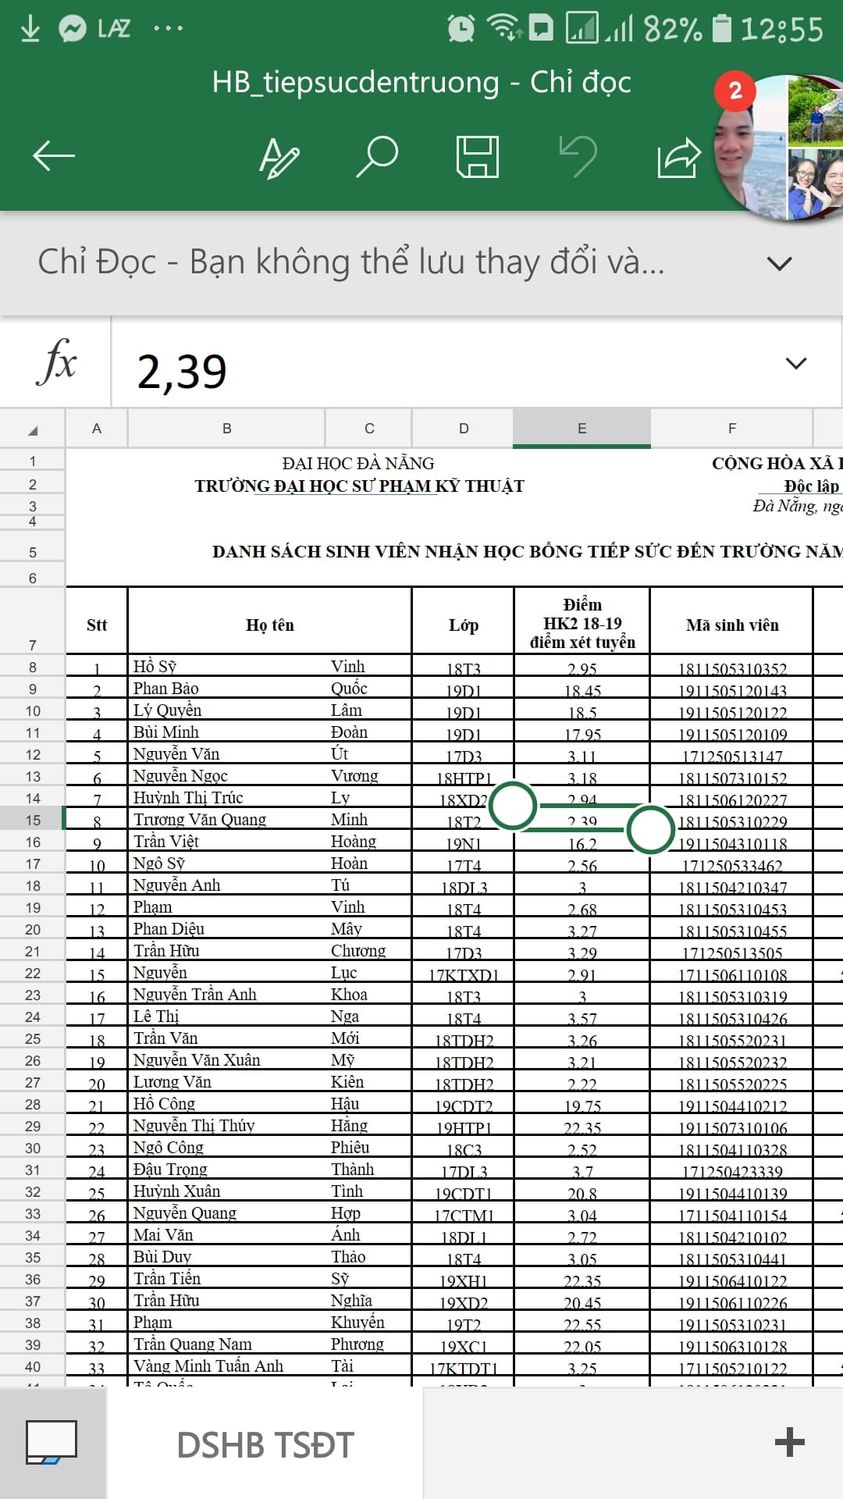 LAZ ... 82% 12:55
HB_tiepsucdentruong - Chỉ đọc
2
Chỉ Đọc - Bạn không thể lưu thay đổi và...
fx 2,39
A B C D E F
1 ĐẠI HỌC ĐÀ NẴNG CỘNG HÒA XÃ
2 TRƯỜNG ĐẠI HỌC SƯ PHẠM KỸ THUẬT Độc lập
3 Đà Nẵng,
4
5 DANH SÁCH SINH VIÊN NHẬN HỌC BỔNG TIẾP SỨC ĐẾN TRƯỜNG NĂM
6
7 Stt Họ tên Lớp Điểm HK2 18-19 điểm xét tuyển Mã sinh viên
8 1 Hồ Sỹ Vinh 18T3 2.95 1811505310352
9 2 Phan Bảo Quốc 19D1 18.45 1911505120143
10 3 Lý Quyền Lâm 19D1 18.5 1911505120122
11 4 Bùi Minh Đoàn 19D1 17.95 1911505120109
12 5 Nguyễn Văn Út 17D3 3.11 171250513147
13 6 Nguyễn Ngọc Vương 18HTP1 3.18 1811507310152
14 7 Huỳnh Thị Trúc Ly 18XD2 2.94 1811506120227
15 8 Trương Văn Quang Minh 18T2 2.39 1811505310229
16 9 Trần Việt Hoàng 19N1 16.2 1911504310118
17 10 Ngô Sỹ Hoàn 17T4 2.56 171250533462
18 11 Nguyễn Anh Tú 18DL3 3 1811504210347
19 12 Phạm Vinh 18T4 2.68 1811505310453
20 13 Phan Diệu Mây 18T4 3.27 1811505310455
21 14 Trần Hữu Chương 17D3 3.29 171250513505
22 15 Nguyễn Lục 17KTXD1 2.91 1711506110108
23 16 Nguyễn Trần Anh Khoa 18T3 3 1811505310319
24 17 Lê Thị Nga 18T4 3.57 1811505310426
25 18 Trần Văn Mới 18TDH2 3.26 1811505520231
26 19 Nguyễn Văn Xuân Mỹ 18TDH2 3.21 1811505520232
27 20 Lương Văn Kiên 18TDH2 2.22 1811505520225
28 21 Hồ Công Hậu 19CDT2 19.75 1911504410212
29 22 Nguyễn Thị Thúy Hằng 19HTP1 22.35 1911507310106
30 23 Ngô Công Phiêu 18C3 2.52 1811504110328
31 24 Đậu Trọng Thành 17DL3 3.7 171250423339
32 25 Huỳnh Xuân Tình 19CDT1 20.8 1911504410139
33 26 Nguyễn Quang Hợp 17CTM1 3.04 1711504110154
34 27 Mai Văn Ánh 18DL1 2.72 1811504210102
35 28 Bùi Duy Thảo 18T4 3.05 1811505310441
36 29 Trần Tiến Sỹ 19XH1 22.35 1911506410122
37 30 Trần Hữu Nghĩa 19XD2 20.45 1911506110226
38 31 Phạm Khuyến 19T2 22.55 1911505310231
39 32 Trần Quang Nam Phương 19XC1 22.05 1911506310128
40 33 Vàng Minh Tuấn Anh Tài 17KTDT1 3.25 1711505210122
DSHB TSĐT